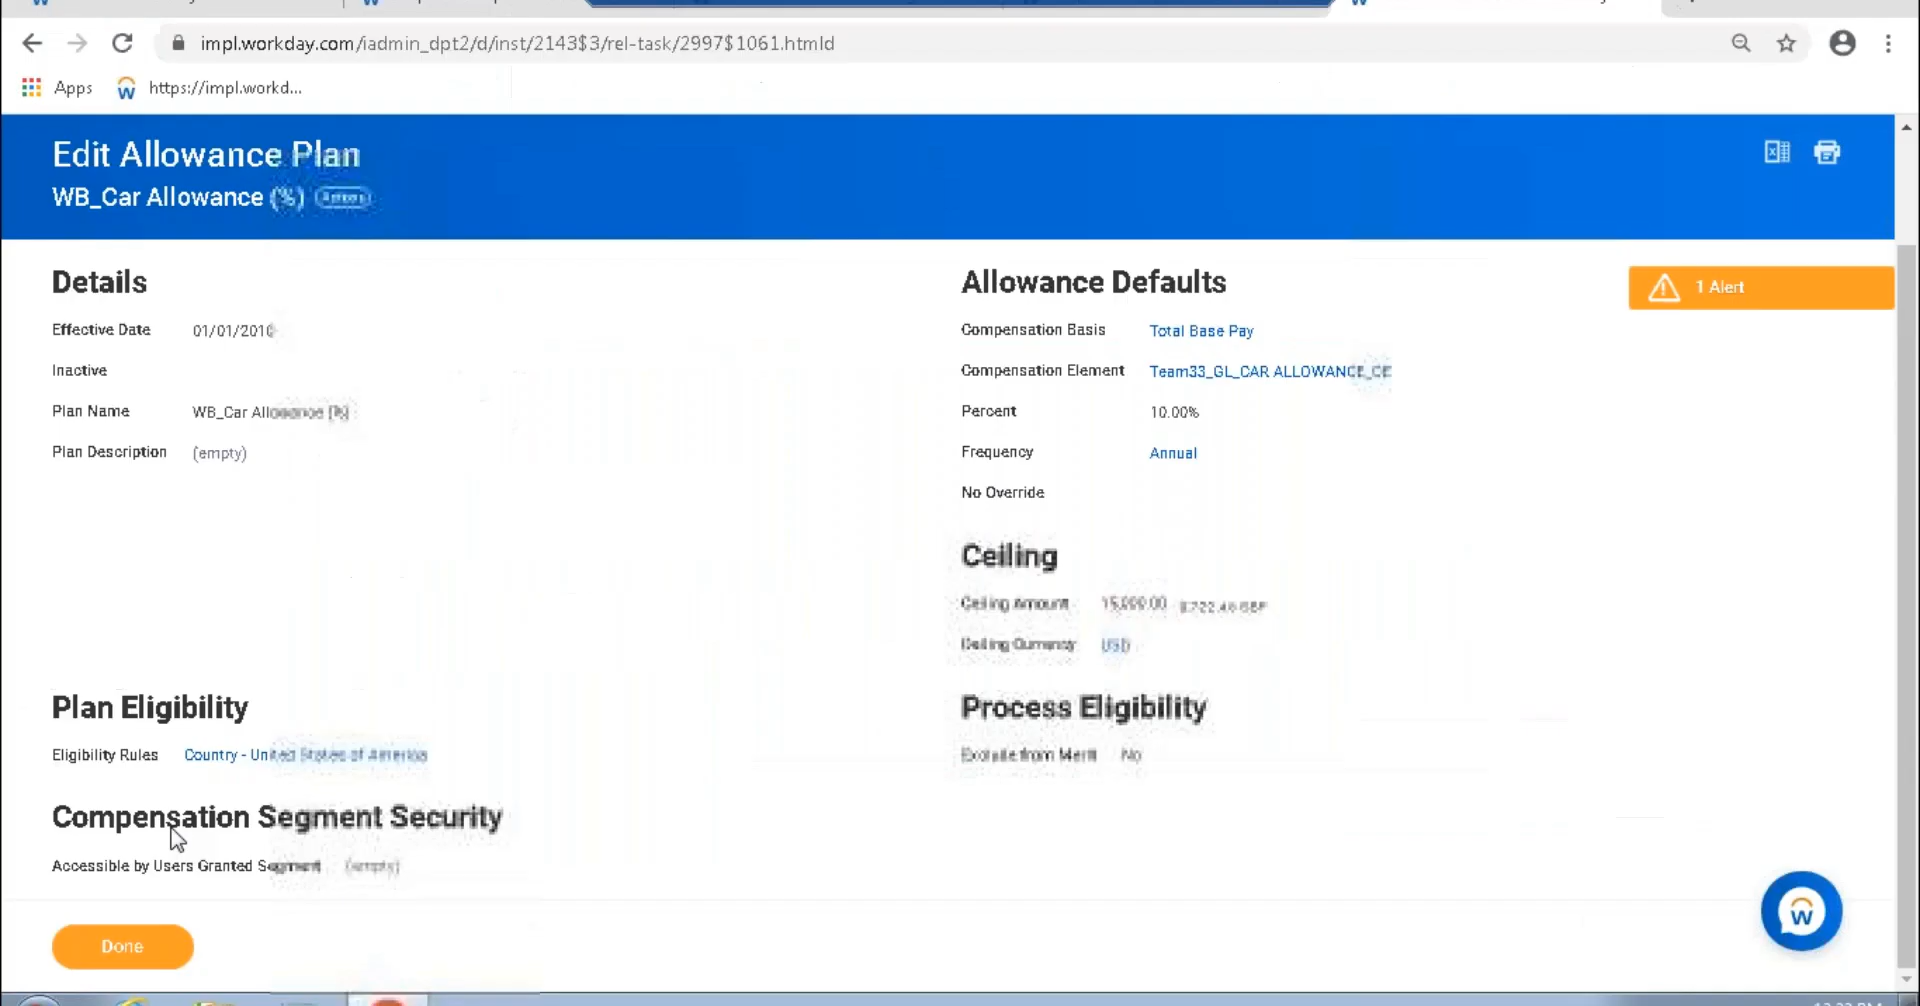 impl.workday.com/iadmin_dpt2/d/inst/2143$3/rel-task/2997$1061.htmld
Apps
https://impl.workd...
Edit Allowance Plan
WB_Car Allowance (%)
Details
Effective Date 01/01/2010
Inactive
Plan Name WB_Car Allowance (%)
Plan Description (empty)
Allowance Defaults
1 Alert
Compensation Basis Total Base Pay
Compensation Element Team33_GL_CAR ALLOWANCE_CE
Percent 10.00%
Frequency Annual
No Override
Ceiling
Ceiling Amount 15,000.00
Ceiling Currency USD
Plan Eligibility
Eligibility Rules Country - United States of America
Process Eligibility
Exclude from Merit No
Compensation Segment Security
Accessible by Users Granted Segment (empty)
Done